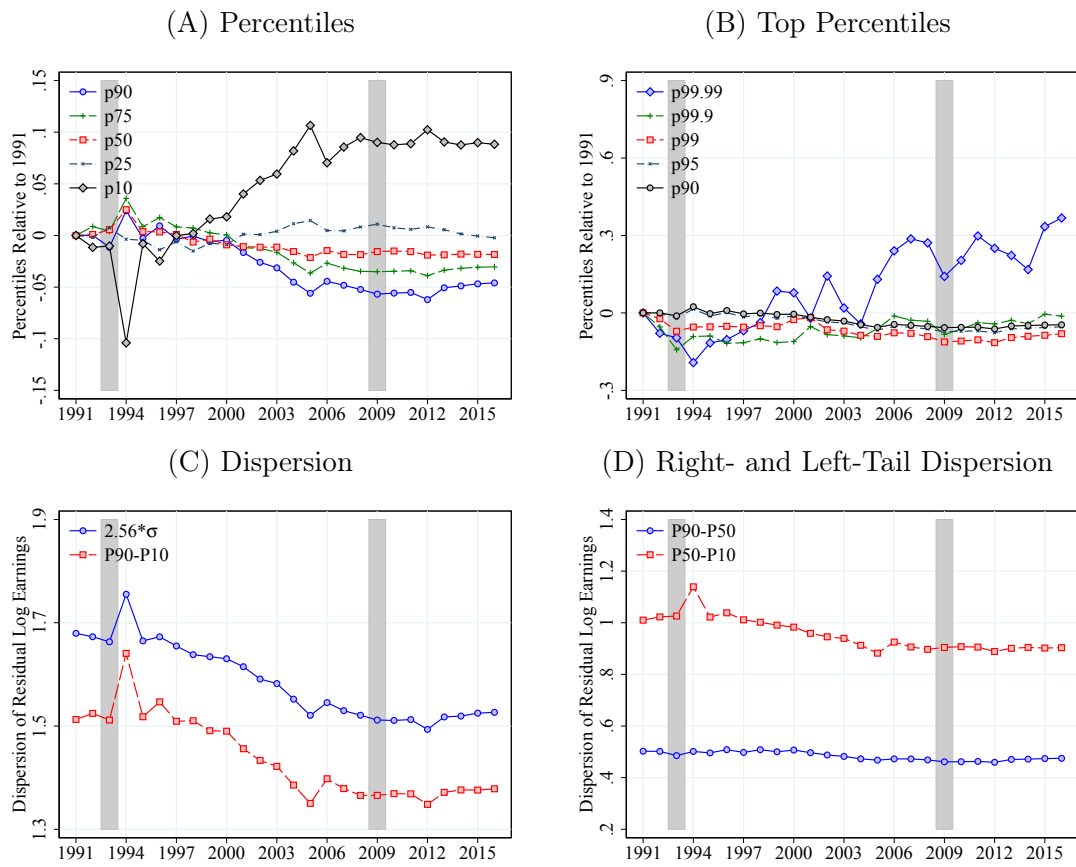 (A) Percentiles
Percentiles Relative to 1991
.15
.1
.05
0
-.05
-.1
-.15
p90
p75
p50
p25
p10
1991 1994 1997 2000 2003 2006 2009 2012 2015
(B) Top Percentiles
Percentiles Relative to 1991
.9
.6
.3
0
-.3
p99.99
p99.9
p99
p95
p90
1991 1994 1997 2000 2003 2006 2009 2012 2015
(C) Dispersion
Dispersion of Residual Log Earnings
1.9
1.7
1.5
1.3
2.56*σ
P90-P10
1991 1994 1997 2000 2003 2006 2009 2012 2015
(D) Right- and Left-Tail Dispersion
Dispersion of Residual Log Earnings
1.4
1.2
1
.8
.6
.4
.2
P90-P50
P50-P10
1991 1994 1997 2000 2003 2006 2009 2012 2015